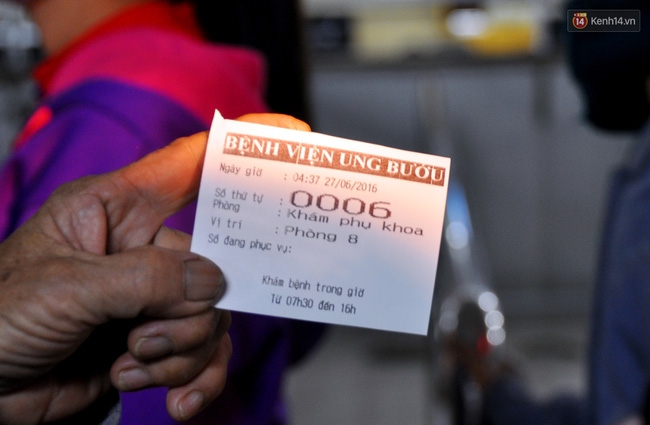 14 Kenh14.vn
BỆNH VIỆN UNG BƯỚU
Ngày giờ : 04:37 27/06/2016
Số thứ tự : 0006
Phòng : Khám phụ khoa
Vị trí : Phòng 8
Số đang phục vụ:
Khám bệnh trong giờ
Từ 07h30 đến 16h